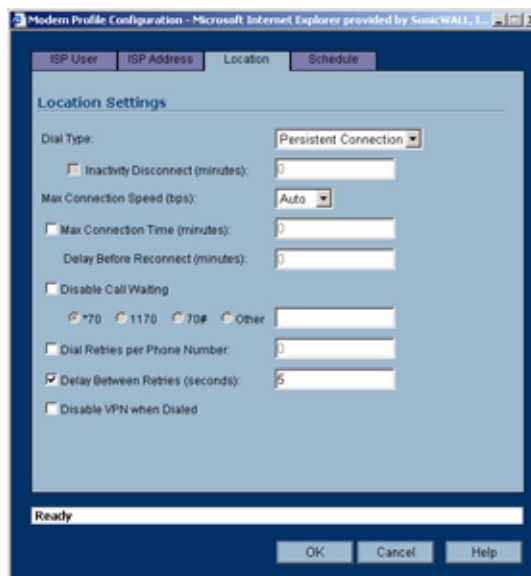 Modem Profile Configuration - Microsoft Internet Explorer provided by SonicWALL, I...
ISP User ISP Address Location Schedule
Location Settings
Dial Type: Persistent Connection
Inactivity Disconnect (minutes): 0
Max Connection Speed (bps): Auto
Max Connection Time (minutes): 0
Delay Before Reconnect (minutes): 0
Disable Call Waiting
*70 1170 70# Other
Dial Retries per Phone Number: 0
Delay Between Retries (seconds): 5
Disable VPN when Dialed
Ready
OK Cancel Help